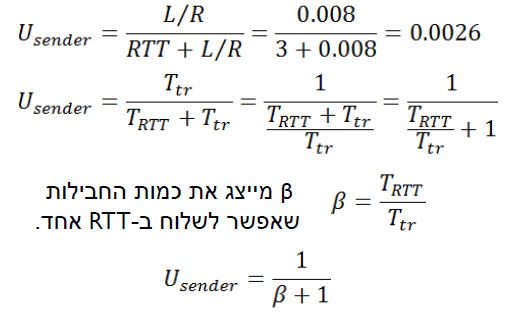 U_sender = (L/R)/(RTT + L/R) = 0.008/(3 + 0.008) = 0.0026
U_sender = T_tr/(T_RTT + T_tr) = 1/((T_RTT + T_tr)/T_tr) = 1/(T_RTT/T_tr + 1)
β מייצג את כמות החבילות
שאפשר לשלוח ב-RTT אחד.
β = T_RTT/T_tr
U_sender = 1/(β + 1)